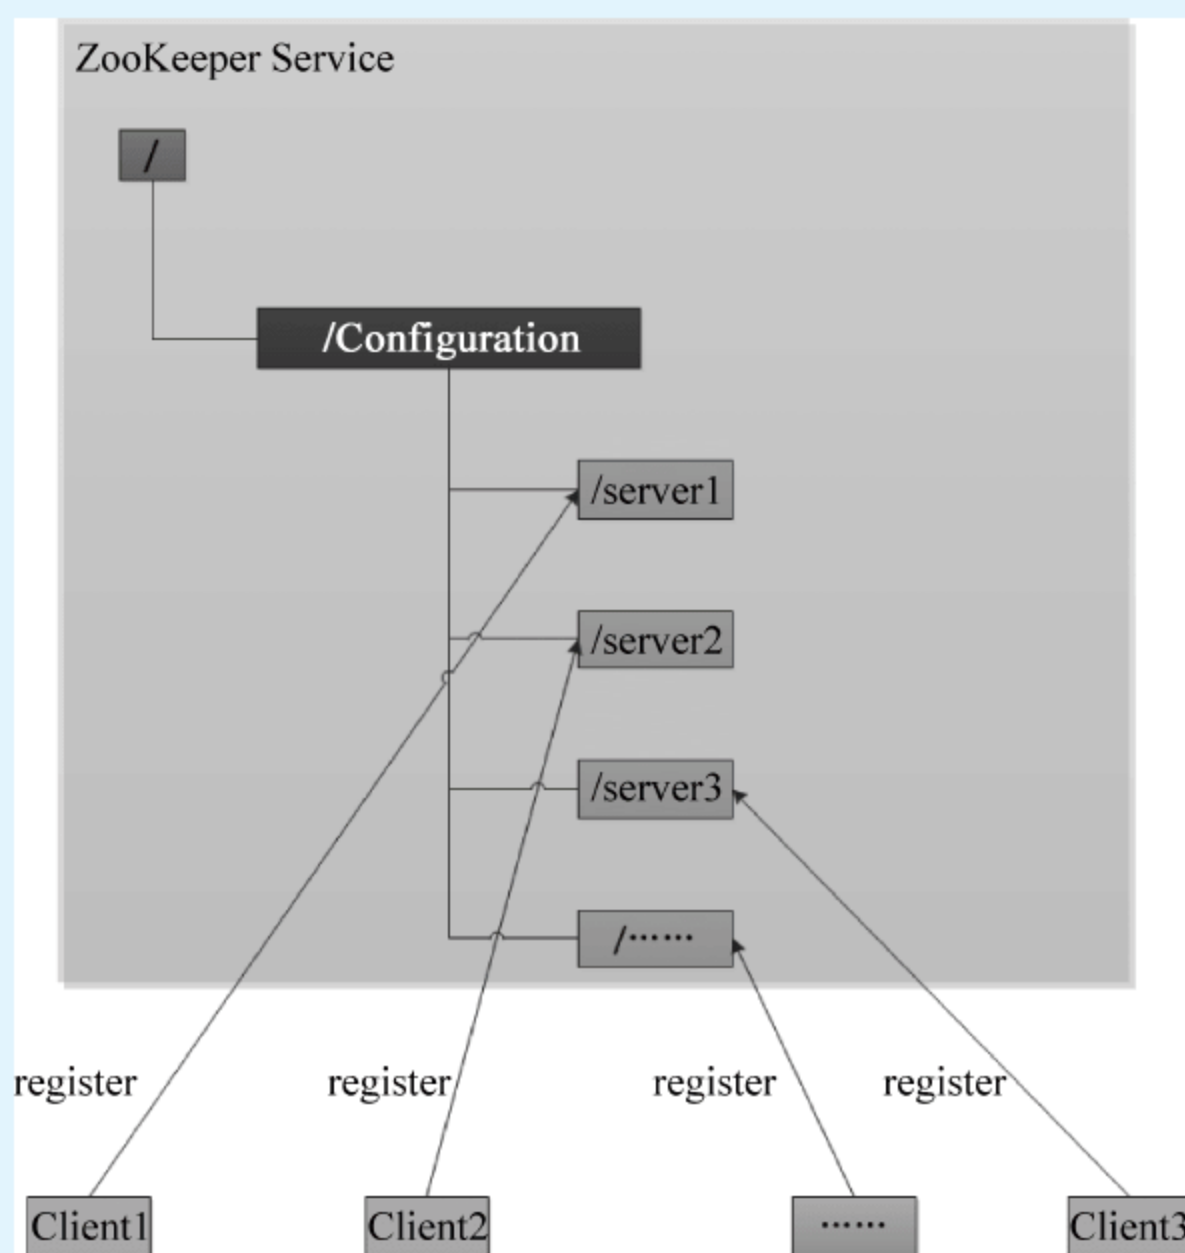 ZooKeeper Service
/
/Configuration
/server1
/server2
/server3
/······
register
register
register
register
Client1
Client2
······
Client3